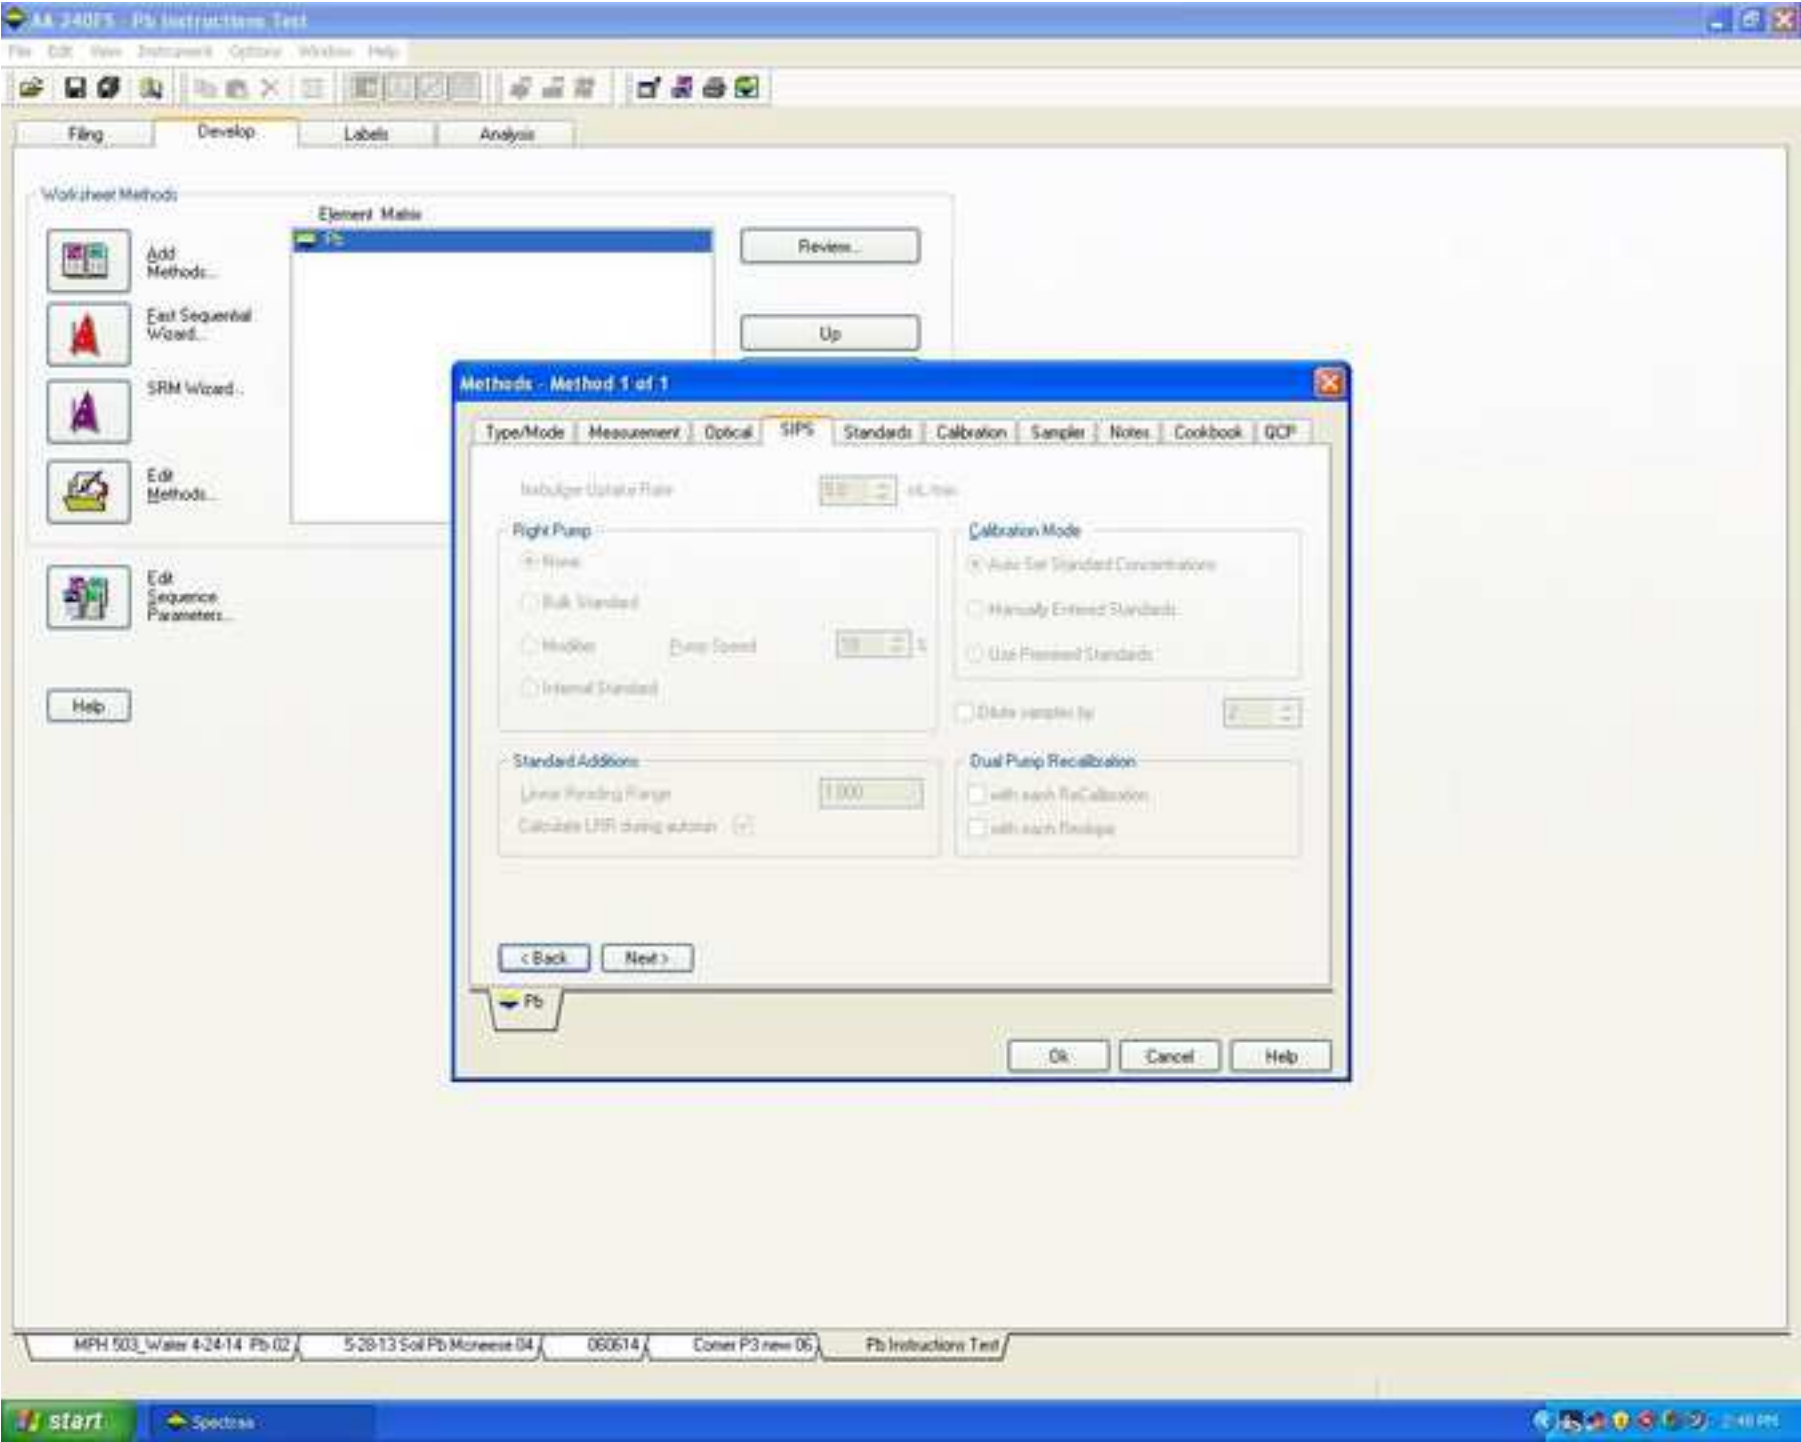 AA 240FS - Pb Instructions Test
File Edit View Instrument Options Window Help
Filing Develop Labels Analysis
Worksheet Methods
Element Matrix
Pb
Add Methods...
Fast Sequential Wizard...
SRM Wizard...
Edit Methods...
Edit Sequence Parameters...
Help
Review...
Up
Methods - Method 1 of 1
Type/Mode Measurement Optical SIPS Standards Calibration Sampler Notes Cookbook QCP
Nebulizer Uptake Rate mL/min
Right Pump
None
Bulk Standard
Modifier Pump Speed %
Internal Standard
Calibration Mode
Auto Set Standard Concentrations
Manually Entered Standards
Use Premixed Standards
Dilute samples by 2
Standard Additions
Linear Reading Range 1.000
Calculate LRR during autorun
Dual Pump Recalibration
with each ReCalibration
with each Reslope
< Back Next >
Pb
Ok Cancel Help
MPH 503_Water 4-24-14 Pb 02 5-28-13 Soil Pb Mcneese 04 060614 Comer P3 new 06 Pb Instructions Test
start
2:48 PM